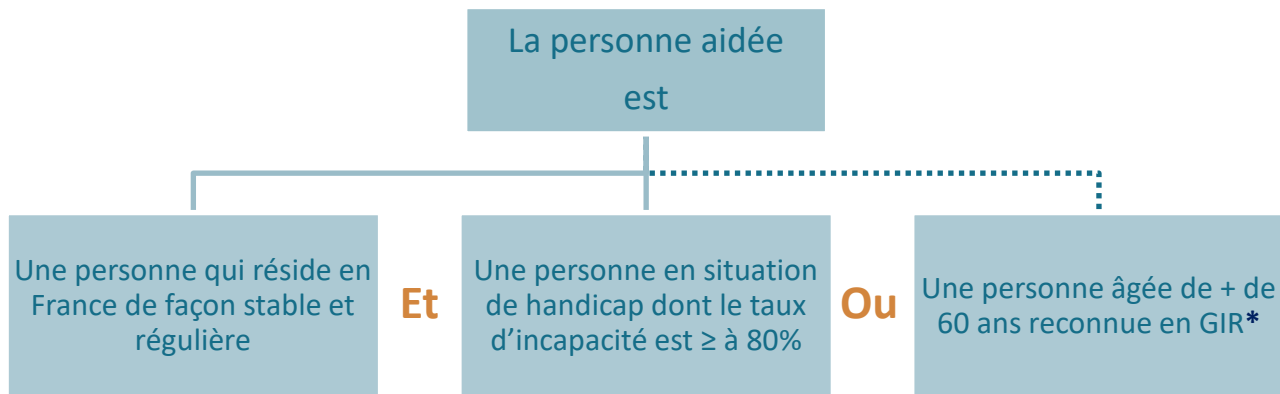 La personne aidée
est
Une personne qui réside en
France de façon stable et
régulière
Et
Une personne en situation
de handicap dont le taux
d’incapacité est ≥ à 80%
Ou
Une personne âgée de + de
60 ans reconnue en GIR*